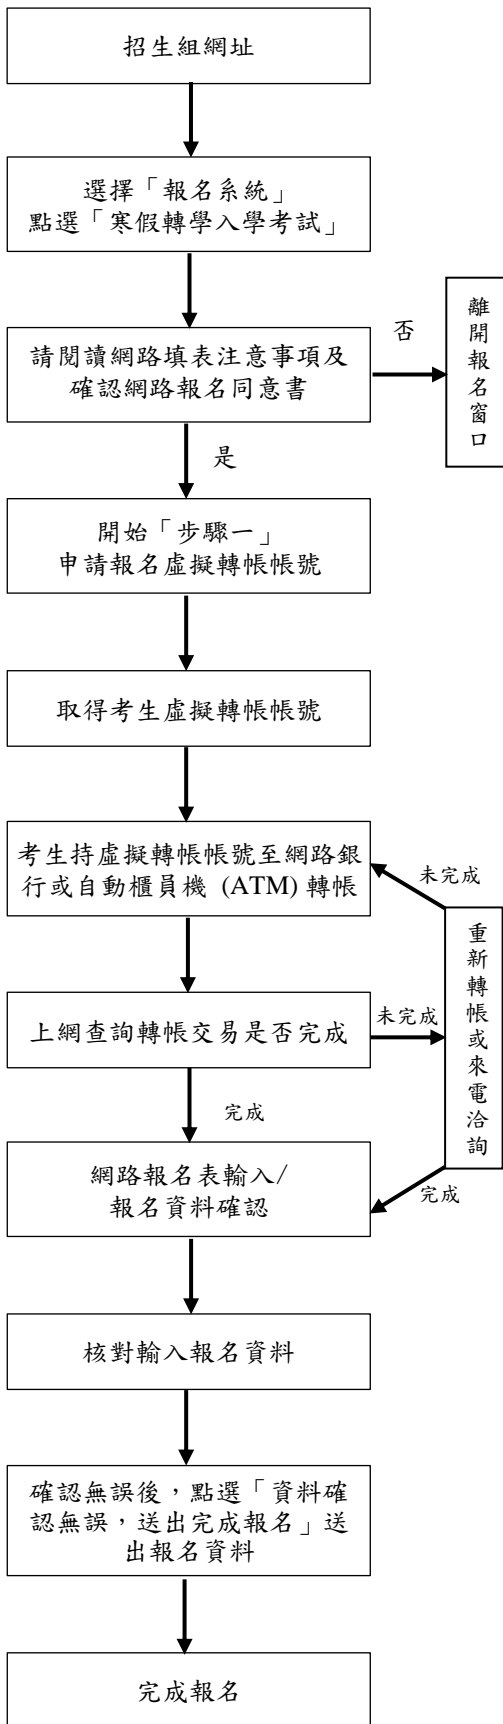 招生組網址
選擇「報名系統」
點選「寒假轉學入學考試」
請閱讀網路填表注意事項及
確認網路報名同意書
否
離開報名窗口
是
開始「步驟一」
申請報名虛擬轉帳帳號
取得考生虛擬轉帳帳號
考生持虛擬轉帳帳號至網路銀
行或自動櫃員機 (ATM) 轉帳
未完成
重新轉帳或來電洽詢
上網查詢轉帳交易是否完成
未完成
完成
網路報名表輸入/
報名資料確認
完成
核對輸入報名資料
確認無誤後，點選「資料確
認無誤，送出完成報名」送
出報名資料
完成報名